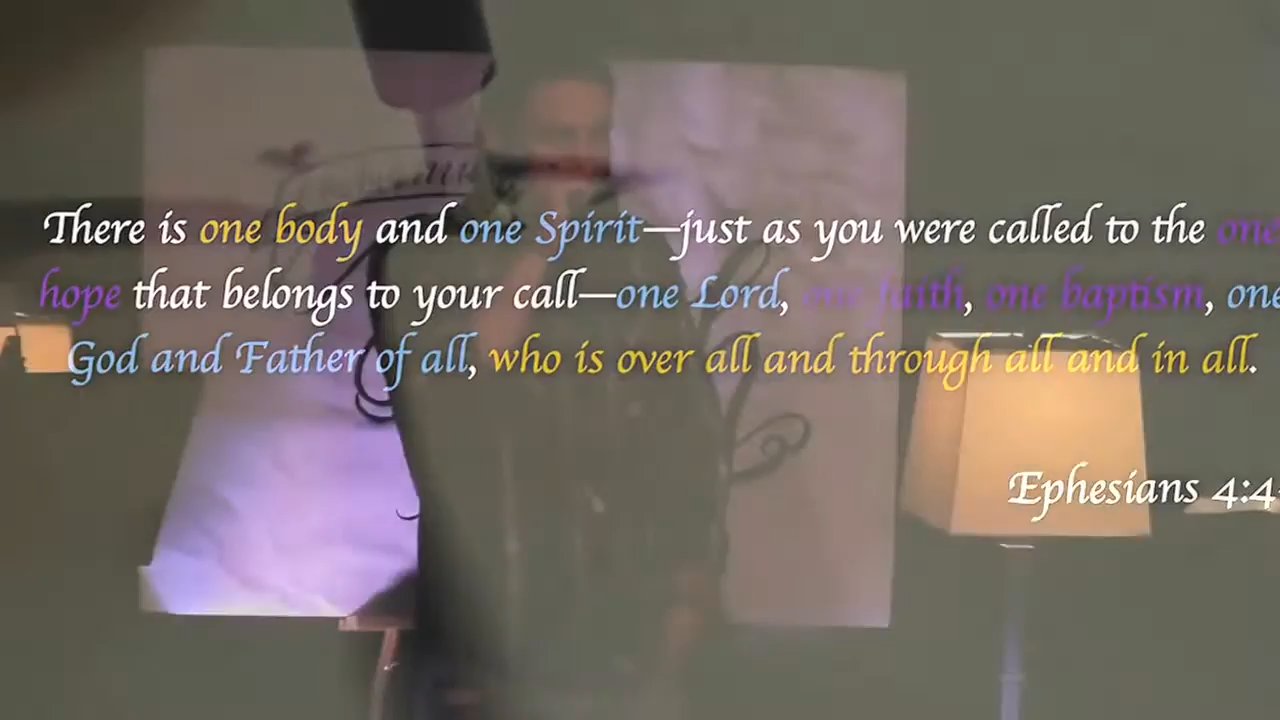 There is one body and one Spirit—just as you were called to the one
hope that belongs to your call—one Lord, one faith, one baptism, one
God and Father of all, who is over all and through all and in all.
Ephesians 4:4-